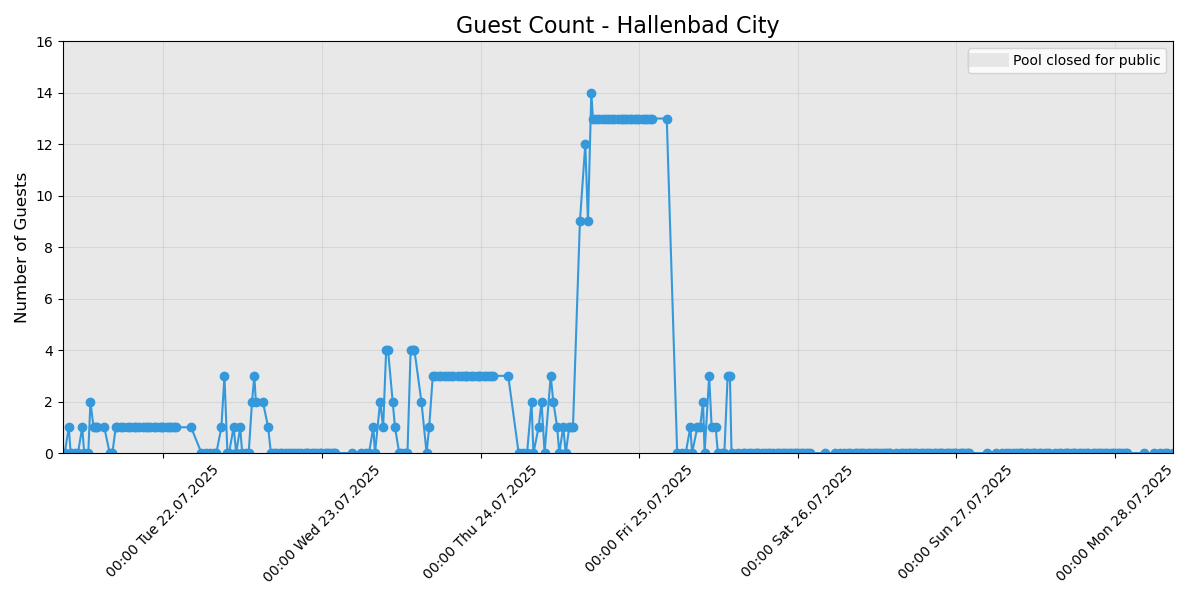 Guest Count - Hallenbad City
Pool closed for public
Number of Guests
16
14
12
10
8
6
4
2
0
00:00 Tue 22.07.2025
00:00 Wed 23.07.2025
00:00 Thu 24.07.2025
00:00 Fri 25.07.2025
00:00 Sat 26.07.2025
00:00 Sun 27.07.2025
00:00 Mon 28.07.2025